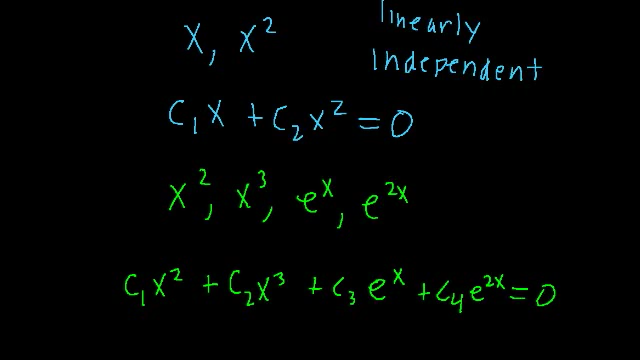 x, x² linearly
independent
C₁x + C₂x² = 0
x², x³, eˣ, e²ˣ
C₁x² + C₂x³ + C₃eˣ + C₄e²ˣ = 0